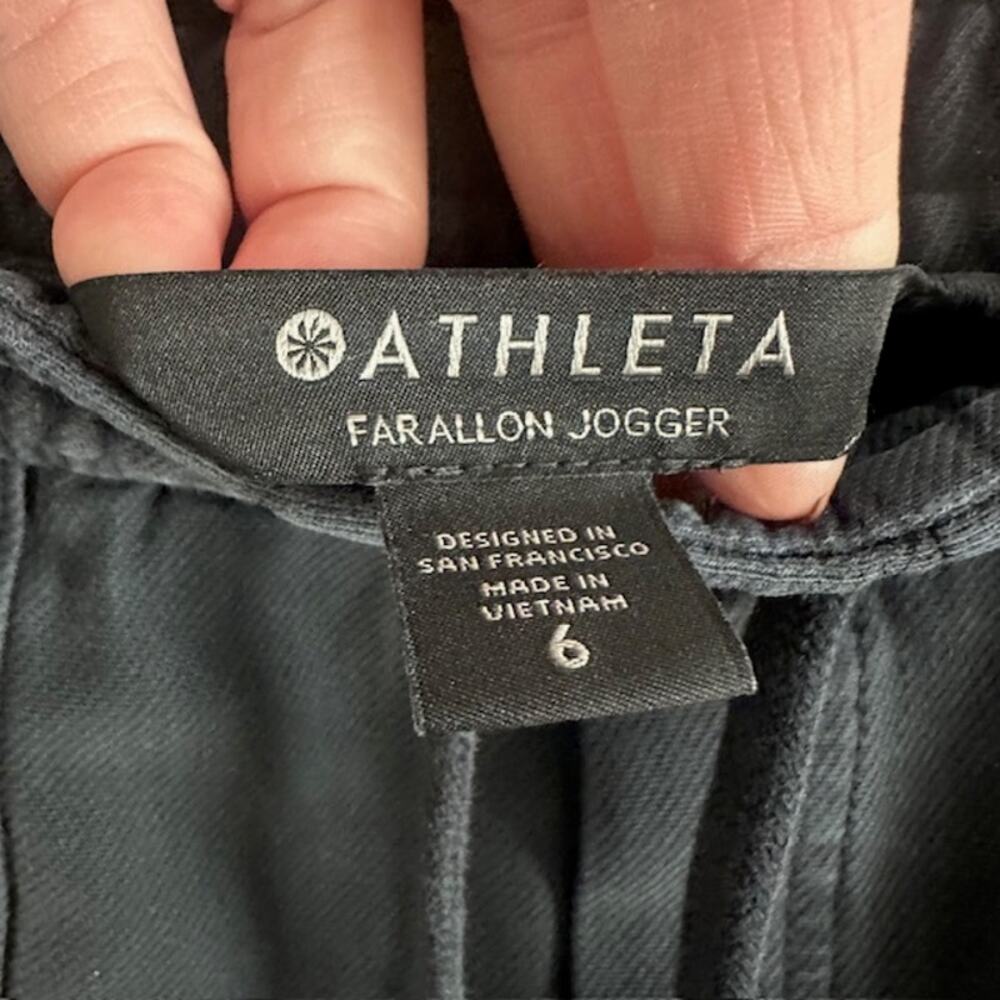 ATHLETA
FARALLON JOGGER
DESIGNED IN
SAN FRANCISCO
MADE IN
VIETNAM
6